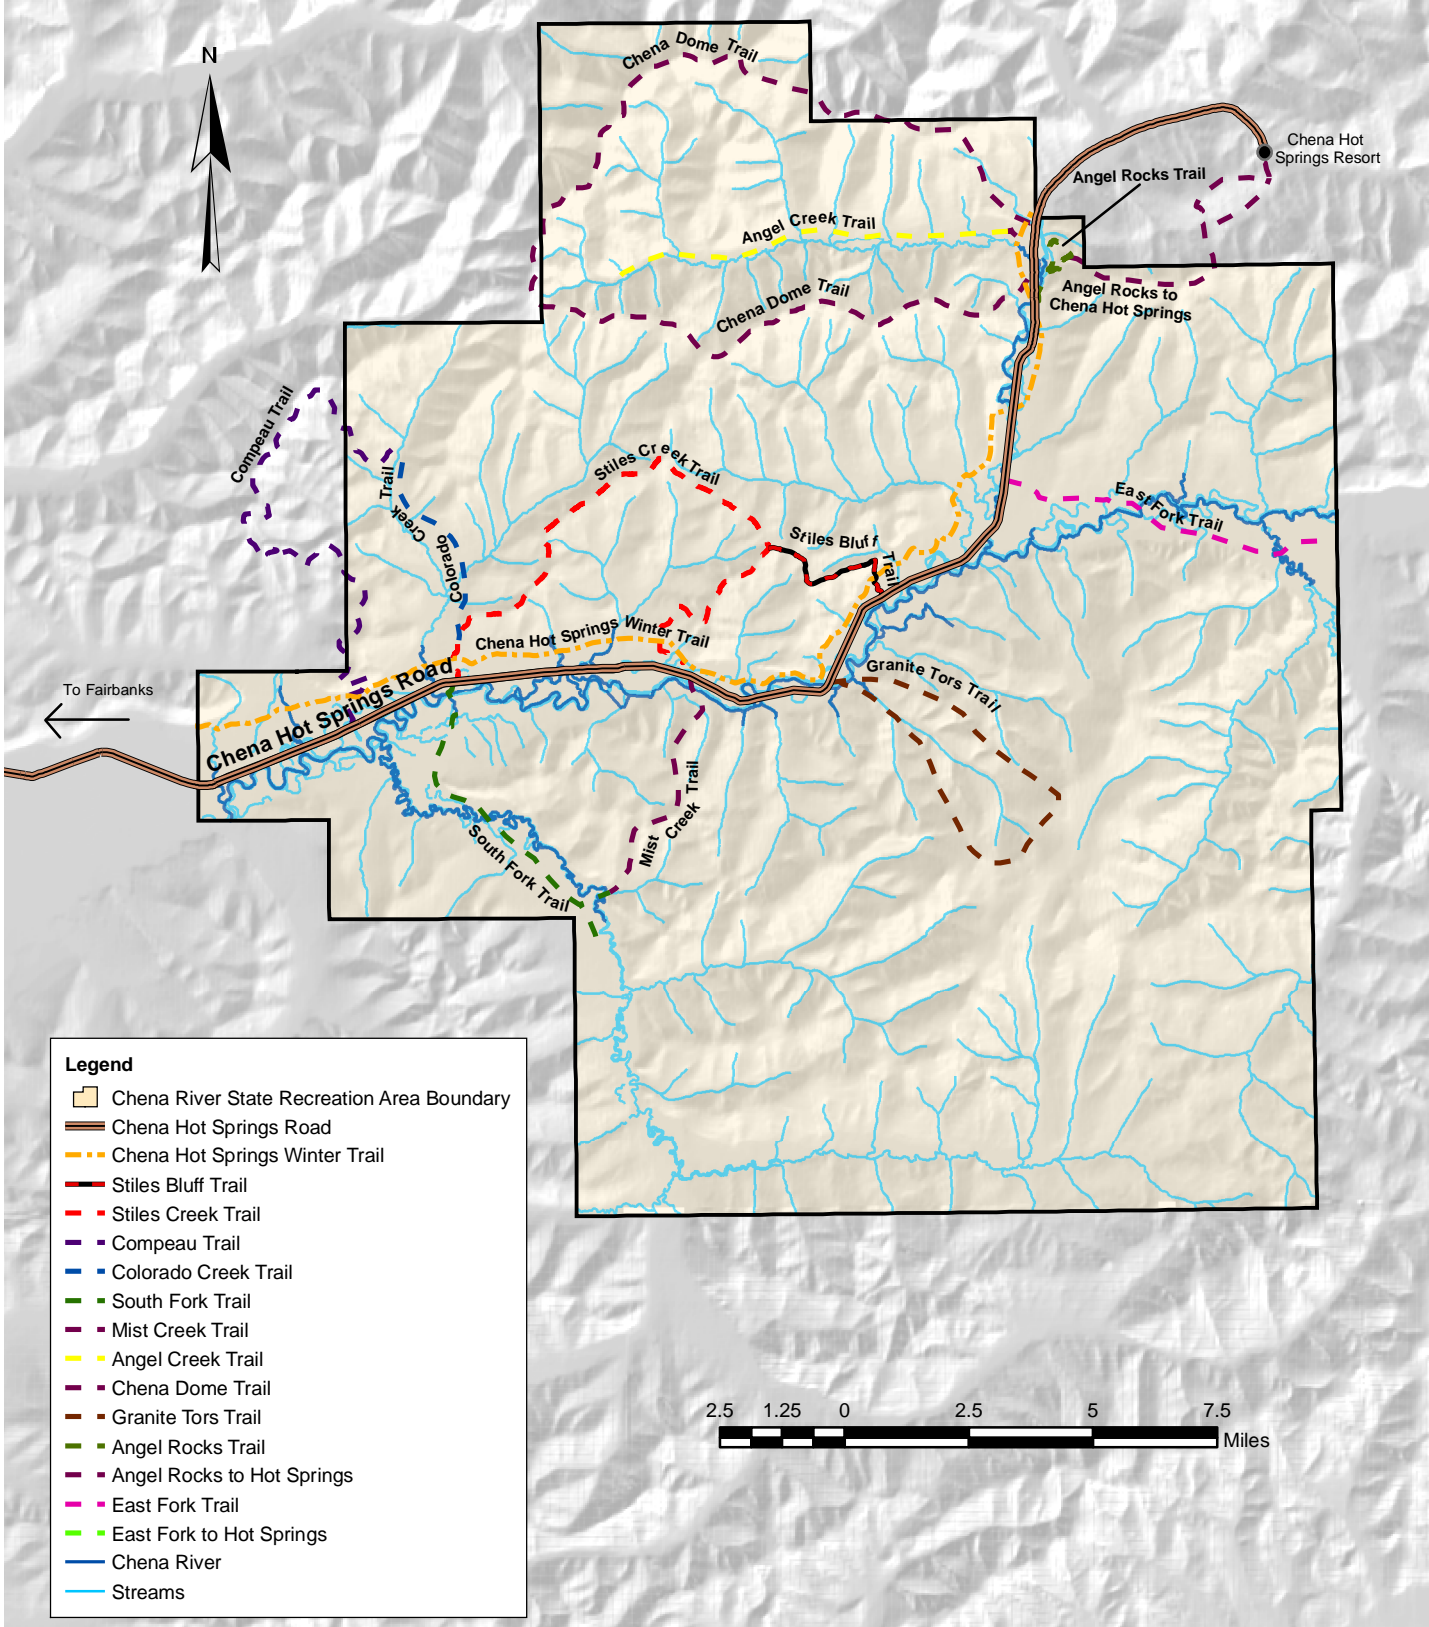 Chena Dome Trail
N
Chena Hot
Springs Resort
Angel Rocks Trail
Angel Creek Trail
Chena Dome Trail
Angel Rocks to
Chena Hot Springs
Compeau Trail
Stiles Creek Trail
Colorado Creek Trail
East Fork Trail
Stiles Bluff Trail
Chena Hot Springs Winter Trail
Granite Tors Trail
To Fairbanks
Chena Hot Springs Road
Mist Creek Trail
South Fork Trail
Legend
Chena River State Recreation Area Boundary
Chena Hot Springs Road
Chena Hot Springs Winter Trail
Stiles Bluff Trail
Stiles Creek Trail
Compeau Trail
Colorado Creek Trail
South Fork Trail
Mist Creek Trail
Angel Creek Trail
Chena Dome Trail
Granite Tors Trail
Angel Rocks Trail
Angel Rocks to Hot Springs
East Fork Trail
East Fork to Hot Springs
Chena River
Streams
2.5 1.25 0 2.5 5 7.5
Miles